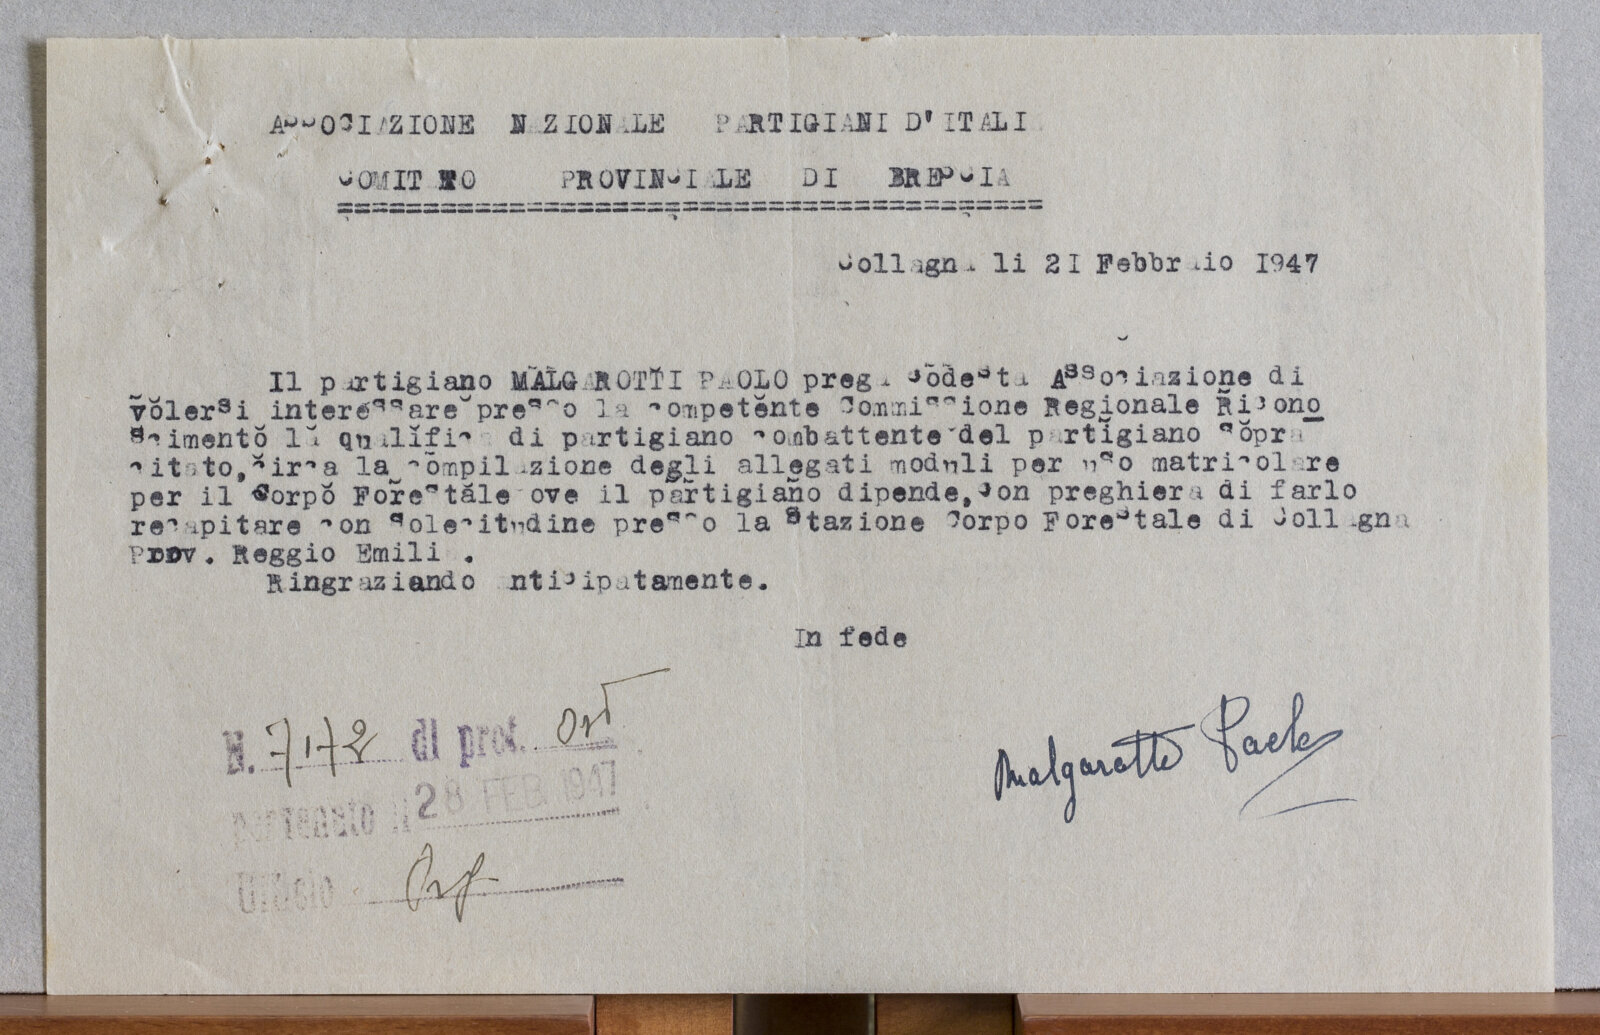 ASSOCIAZIONE NAZIONALE PARTIGIANI D'ITALIA
COMITATO PROVINCIALE DI BRESCIA
Collagna li 21 Febbraio 1947
Il partigiano MALGAROTTI PAOLO prega codesta Associazione di
volersi interessare presso la competente Commissione Regionale Ricono
scimento la qualifica di partigiano combattente del partigiano sopra
citato, circa la compilazione degli allegati moduli per uso matricolare
per il Corpo Forestale ove il partigiano dipende, con preghiera di farlo
recapitare con solecitudine presso la Stazione Corpo Forestale di Collagna
Prov. Reggio Emilia.
Ringraziando anticipatamente.
In fede
Malgarotti Paolo
N. 7172 di prot.
pervenuto il 28 FEB. 1947
Ufficio Org